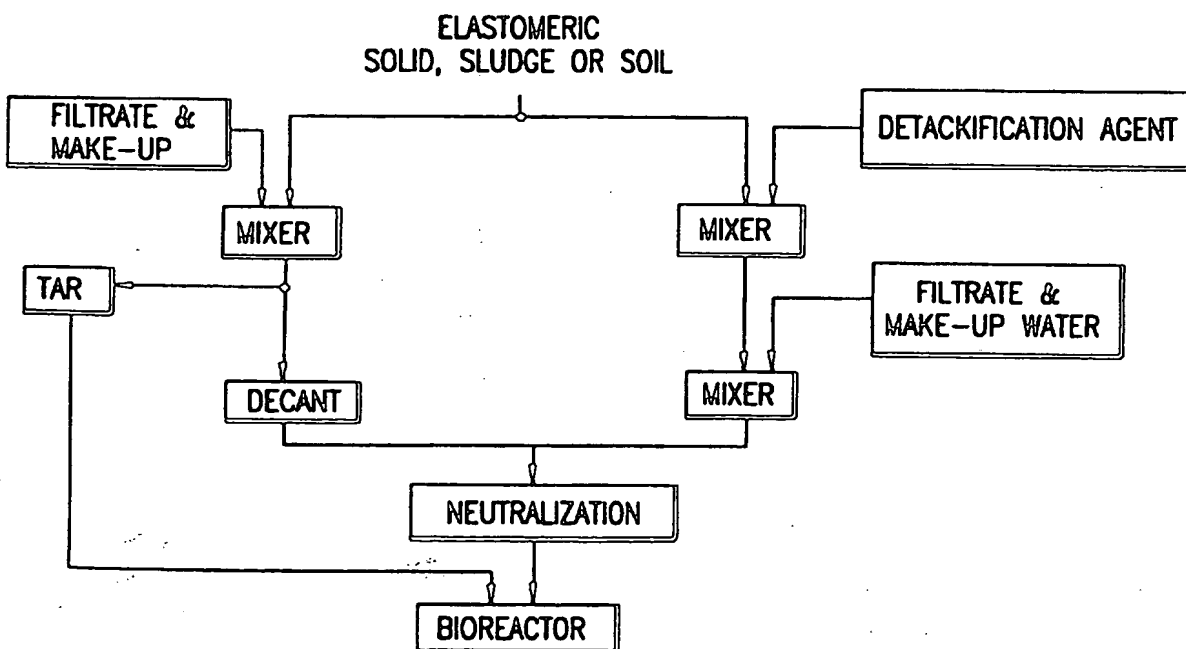 ELASTOMERIC
SOLID, SLUDGE OR SOIL
FILTRATE &
MAKE-UP
DETACKIFICATION AGENT
MIXER
MIXER
TAR
FILTRATE &
MAKE-UP WATER
DECANT
MIXER
NEUTRALIZATION
BIOREACTOR